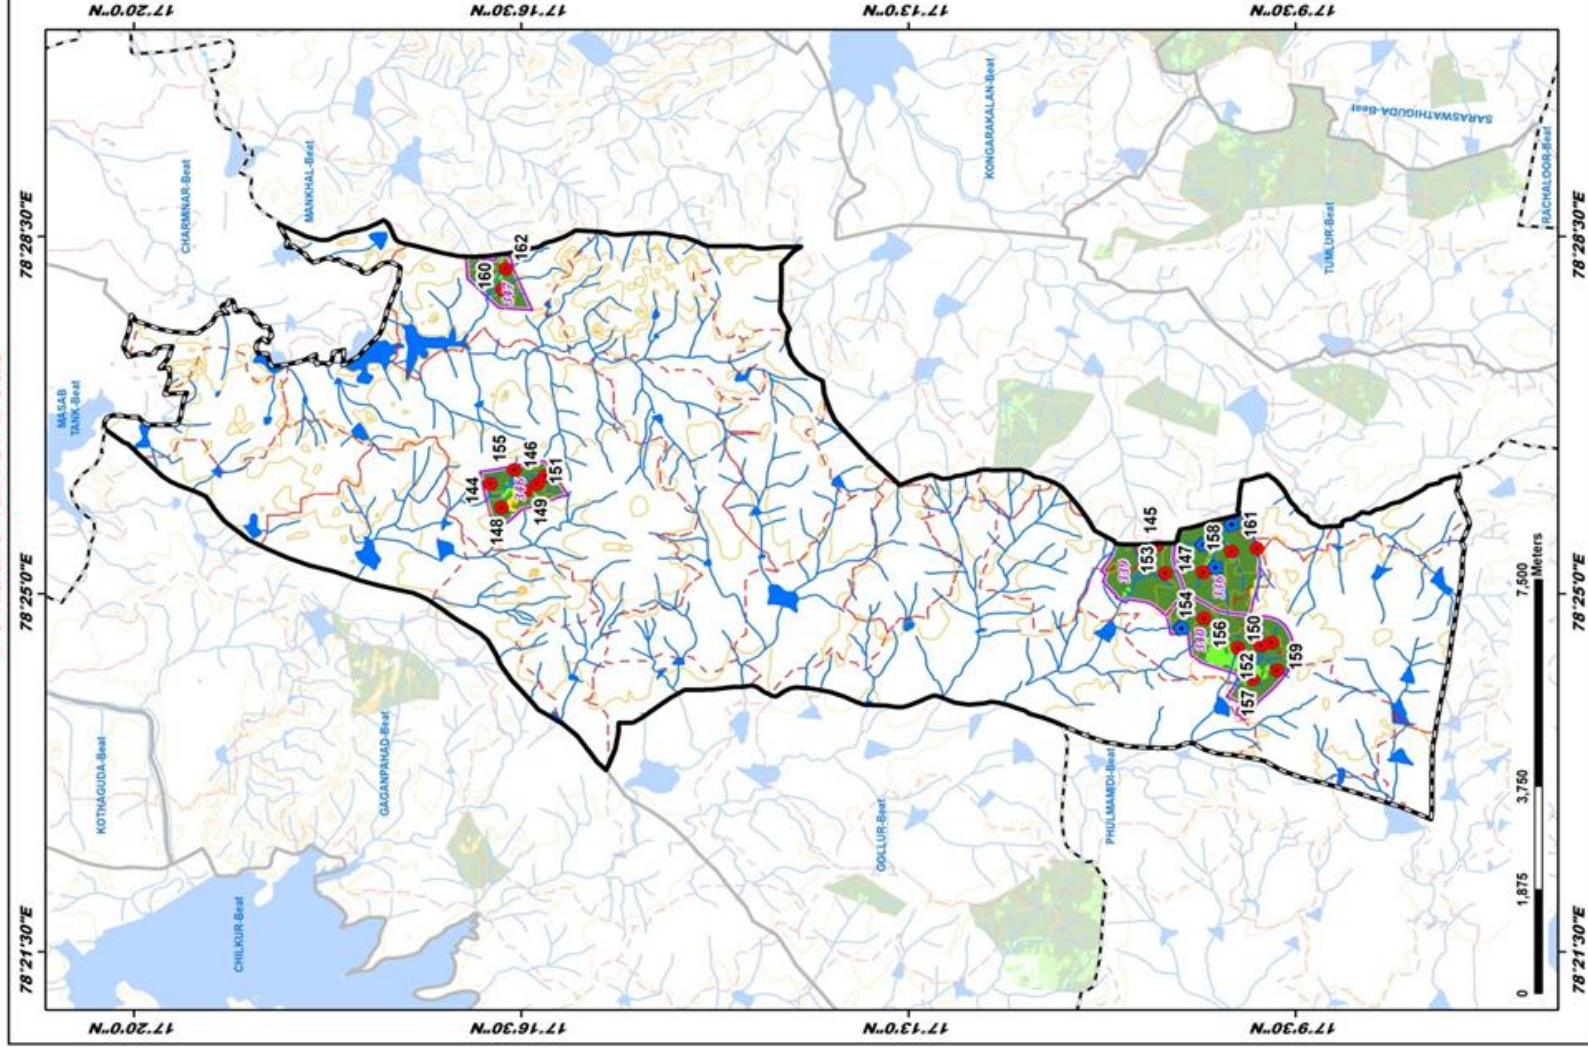 17°20'0"N
17°16'30"N
17°13'0"N
17°9'30"N
78°28'30"E
78°25'0"E
78°21'30"E
MASAB
TANK-Beat
CHARMINAR-Beat
MANKHAL-Beat
KONGARAKALAN-Beat
SARASWATHIGUDA-Beat
RACHALOOR-Beat
TUMLUR-Beat
160
162
347
155
146
144
151
148
149
145
339
153
147
158
161
336
154
340
156
150
152
159
157
KOTHAGUDA-Beat
GAGANPAHAD-Beat
CHILKUR-Beat
GOLLUR-Beat
PHULMAMIDI-Beat
0
1,875
3,750
7,500
Meters
78°28'30"E
78°25'0"E
78°21'30"E
17°20'0"N
17°16'30"N
17°13'0"N
17°9'30"N